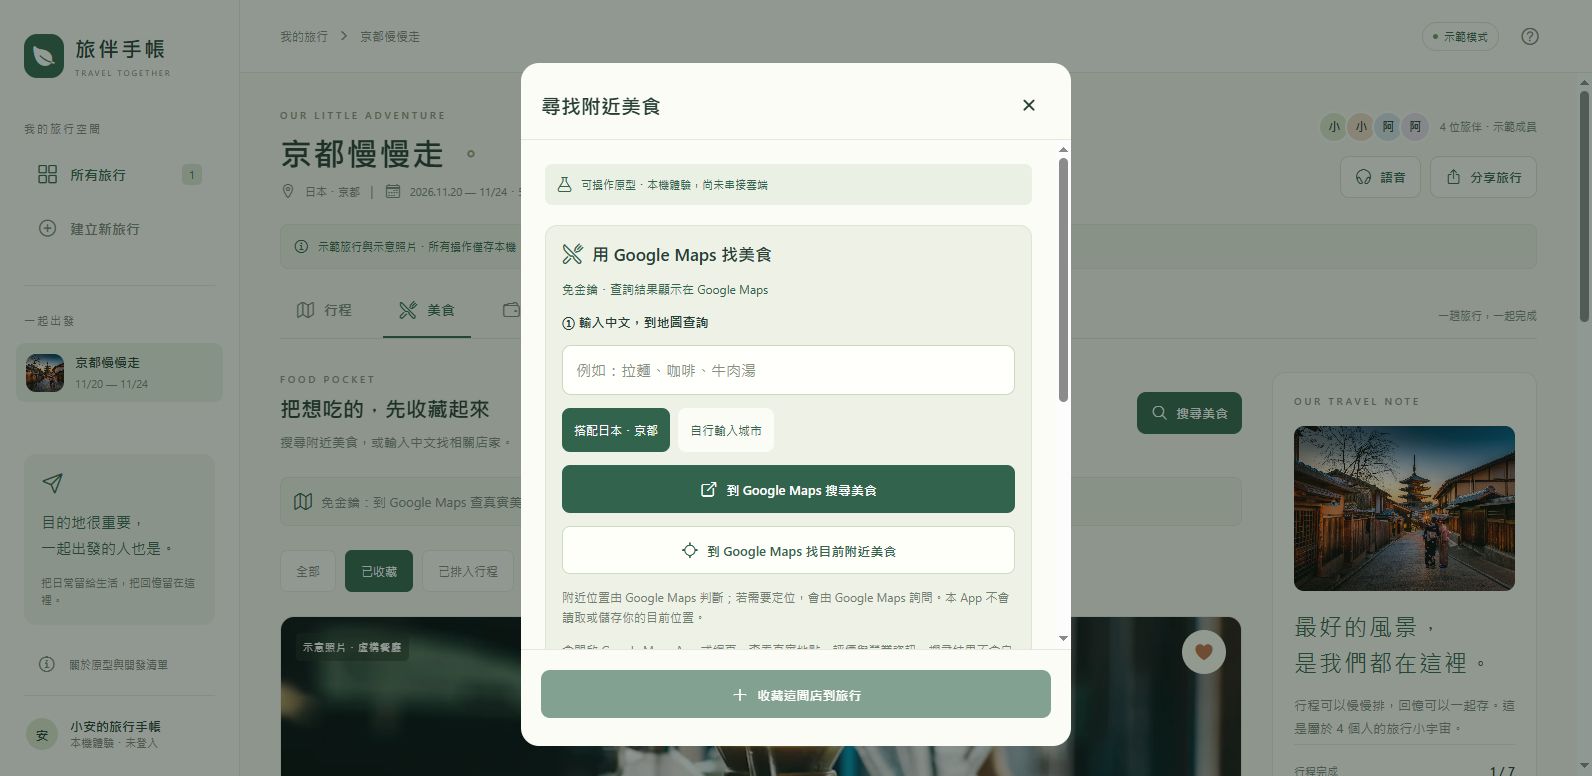 旅伴手帳
TRAVEL TOGETHER
我的旅行空間
所有旅行
1
建立新旅行
一起出發
京都慢慢走
11/20 — 11/24
目的地很重要，
一起出發的人也是。
把日常留給生活，把回憶留在這
裡。
關於原型與開發清單
安
小安的旅行手帳
本機體驗 · 未登入
我的旅行
京都慢慢走
示範模式
OUR LITTLE ADVENTURE
京都慢慢走
日本 · 京都 | 2026.11.20 — 11/24 ·
小 小 阿 阿
4 位旅伴 · 示範成員
語音
分享旅行
示範旅行與示意照片 · 所有操作僅存本機
行程
美食
一趟旅行，一起完成
FOOD POCKET
把想吃的，先收藏起來
搜尋附近美食，或輸入中文找相關店家。
搜尋美食
免金鑰：到 Google Maps 查真實美
全部
已收藏
已排入行程
示意照片 · 虛構餐廳
尋找附近美食
可操作原型 · 本機體驗，尚未串接雲端
用 Google Maps 找美食
免金鑰 · 查詢結果顯示在 Google Maps
① 輸入中文，到地圖查詢
例如：拉麵、咖啡、牛肉湯
搭配日本 · 京都
自行輸入城市
到 Google Maps 搜尋美食
到 Google Maps 找目前附近美食
附近位置由 Google Maps 判斷；若需要定位，會由 Google Maps 詢問。本 App 不會
讀取或儲存你的目前位置。
收藏這間店到旅行
OUR TRAVEL NOTE
最好的風景，
是我們都在這裡。
行程可以慢慢排，回憶可以一起存。這
是屬於 4 個人的旅行小宇宙。
行程完成
1/7